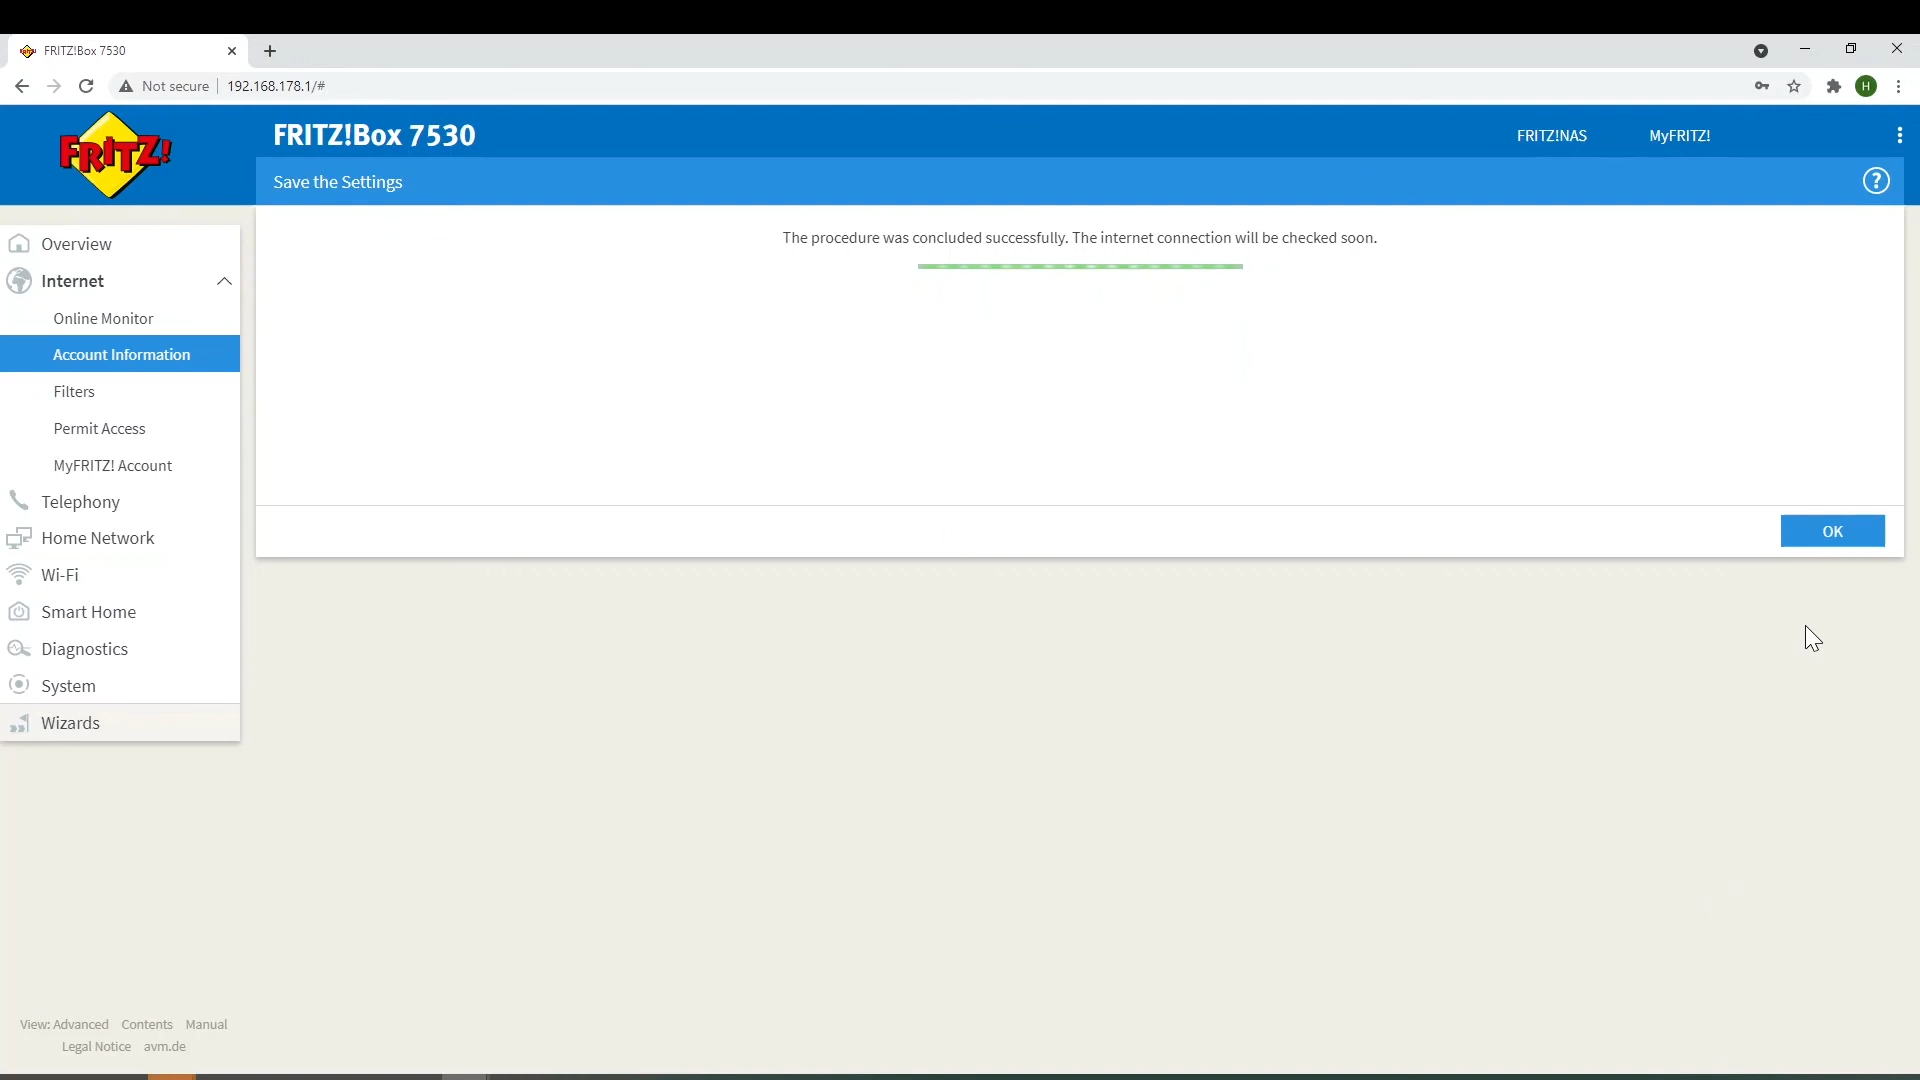 FRITZ!Box 7530
Not secure
192.168.178.1/#
H
FRITZ!
FRITZ!Box 7530
FRITZ!NAS
MyFRITZ!
Save the Settings
?
The procedure was concluded successfully. The internet connection will be checked soon.
OK
Overview
Internet
Online Monitor
Account Information
Filters
Permit Access
MyFRITZ! Account
Telephony
Home Network
Wi-Fi
Smart Home
Diagnostics
System
Wizards
View: Advanced Contents Manual
Legal Notice avm.de